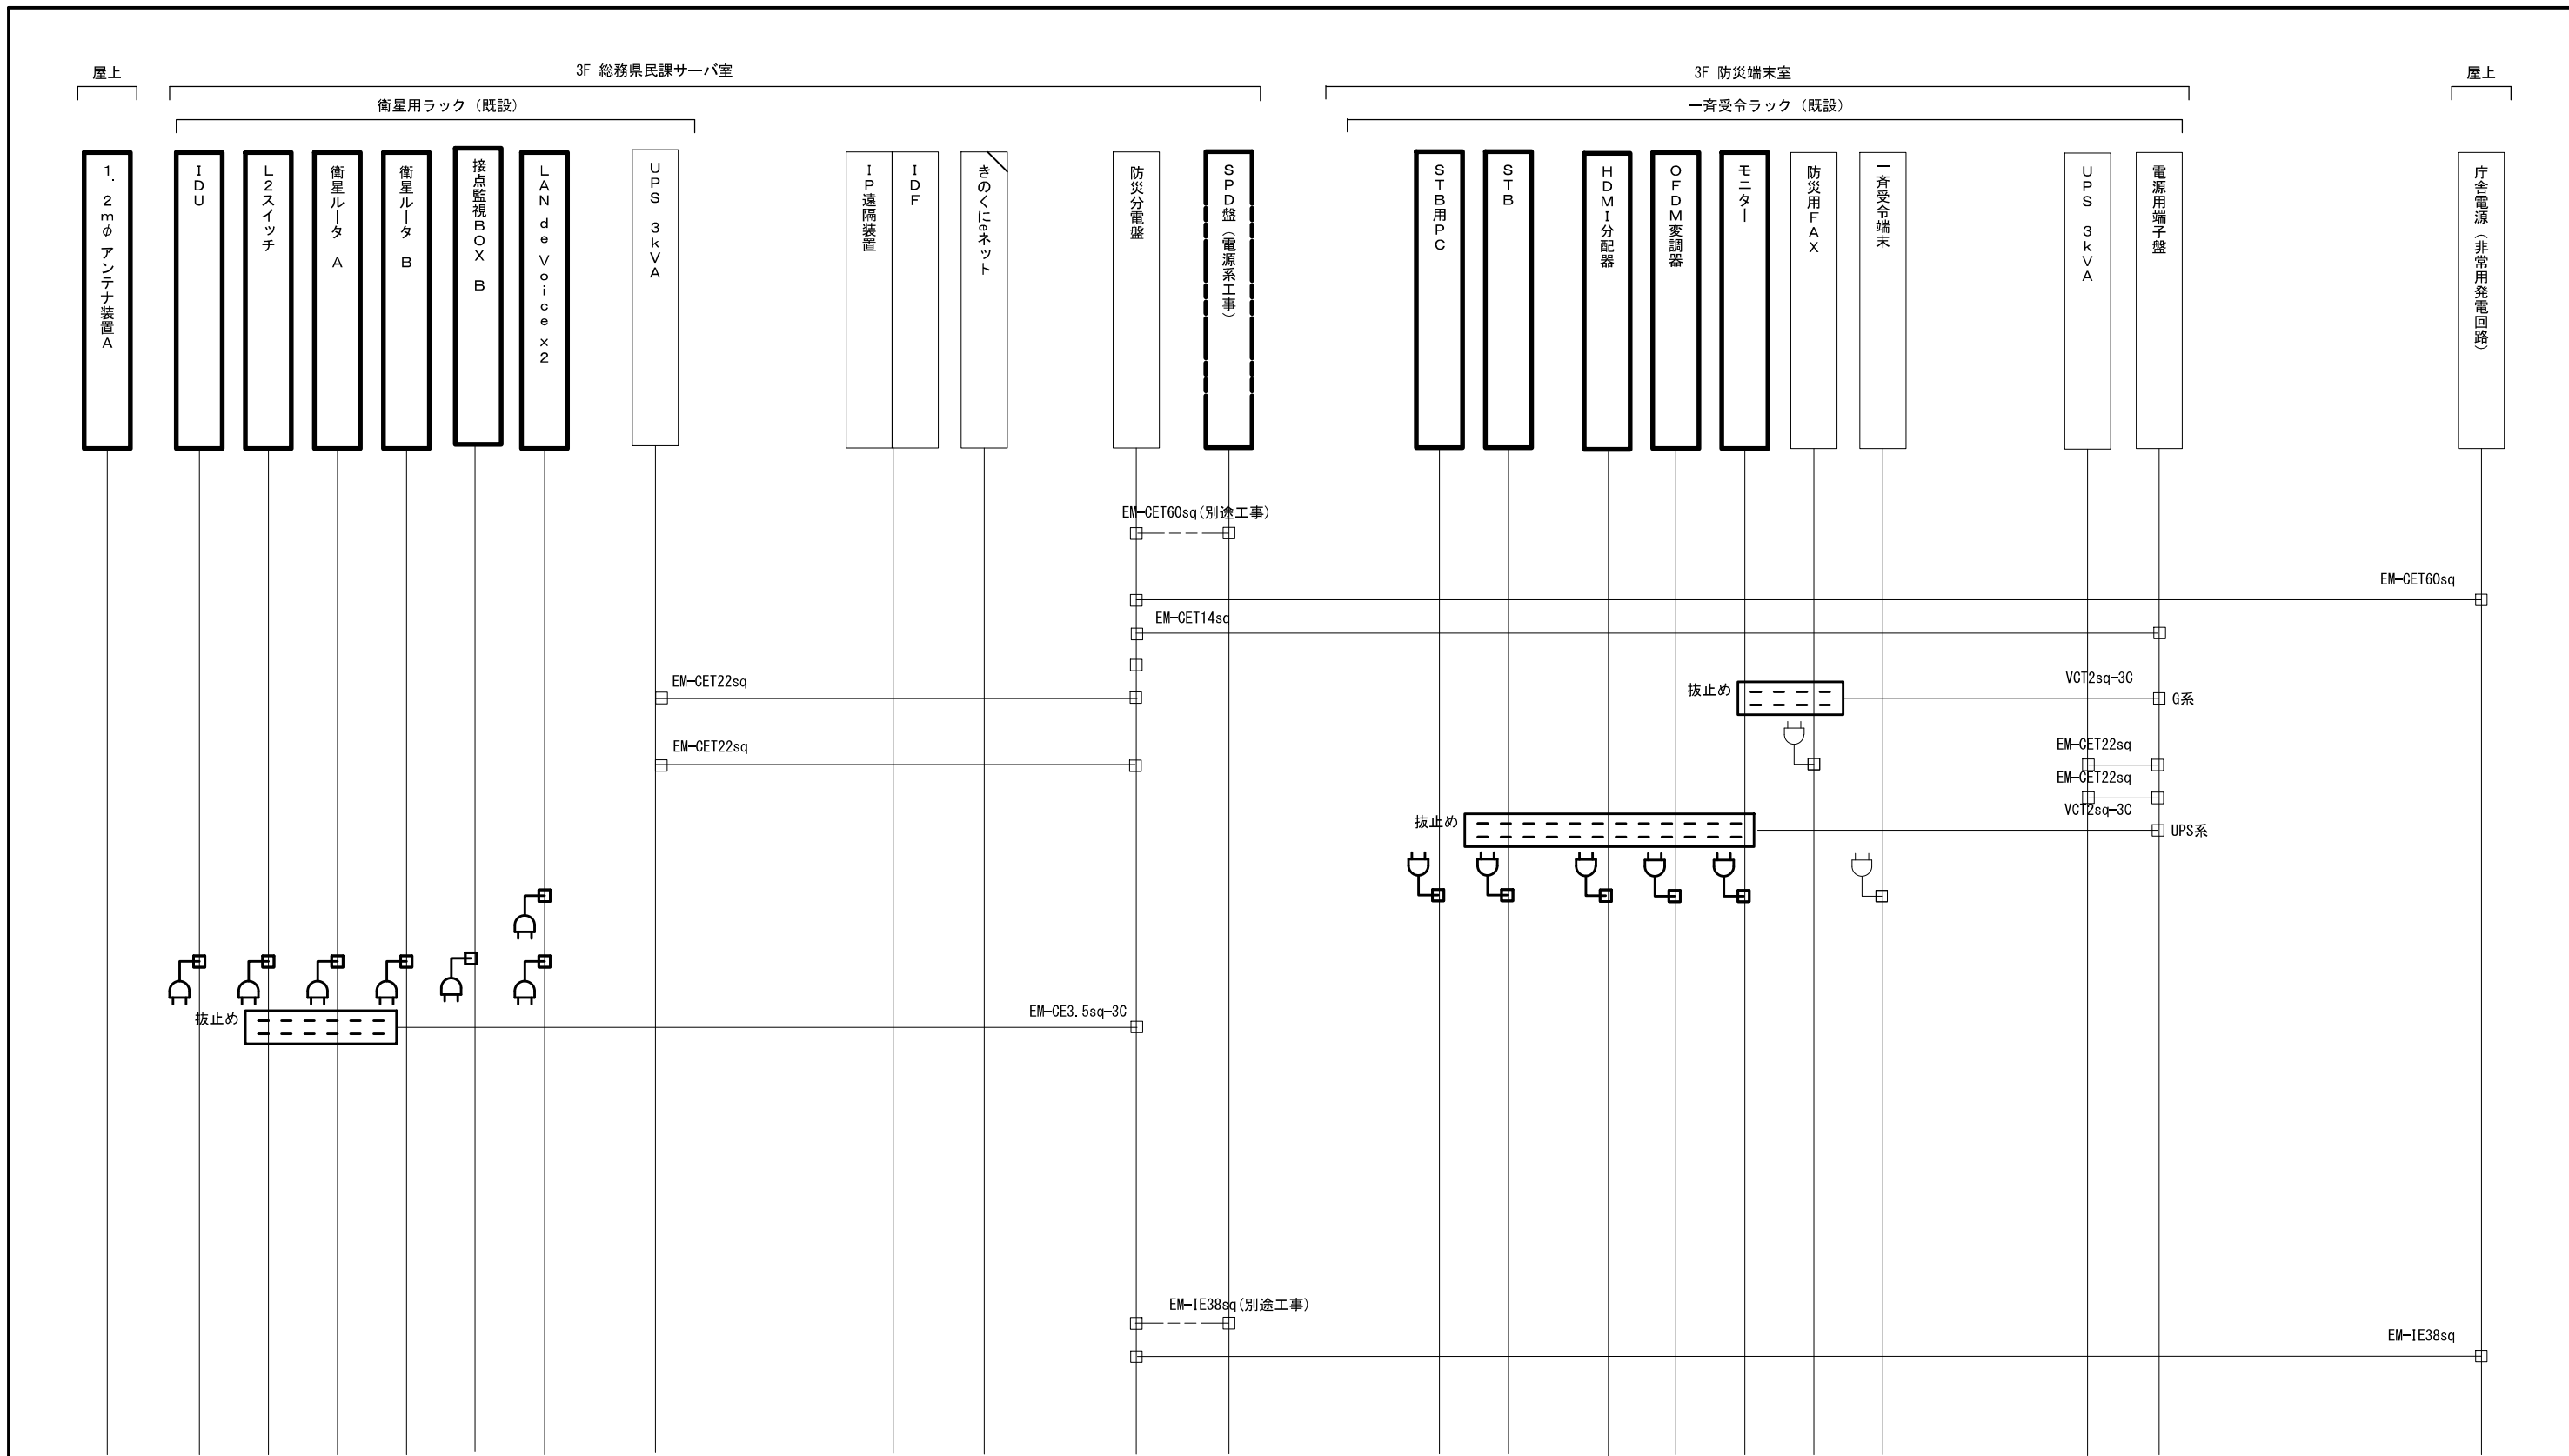 屋上
3F 総務県民課サーバ室
3F 防災端末室
屋上
衛星用ラック（既設）
一斉受令ラック（既設）
1．2mφ アンテナ装置A
IDU
L2スイッチ
衛星ルータ A
衛星ルータ B
接点監視BOX B
LAN de Voice x2
UPS 3kVA
IP遠隔装置
IDF
きのくにeネット
防災分電盤
SPD盤（電源系工事）
STB用PC
STB
HDMI分配器
OFDM変調器
モニター
防災用FAX
一斉受令端末
UPS 3kVA
電源用端子盤
庁舎電源（非常用発電回路）
EM-CET60sq(別途工事)
EM-CET60sq
EM-CET14sq
EM-CET22sq
抜止め
VCT2sq-3C
G系
EM-CET22sq
EM-CET22sq
EM-CET22sq
VCT2sq-3C
抜止め
UPS系
抜止め
EM-CE3.5sq-3C
EM-IE38sq(別途工事)
EM-IE38sq